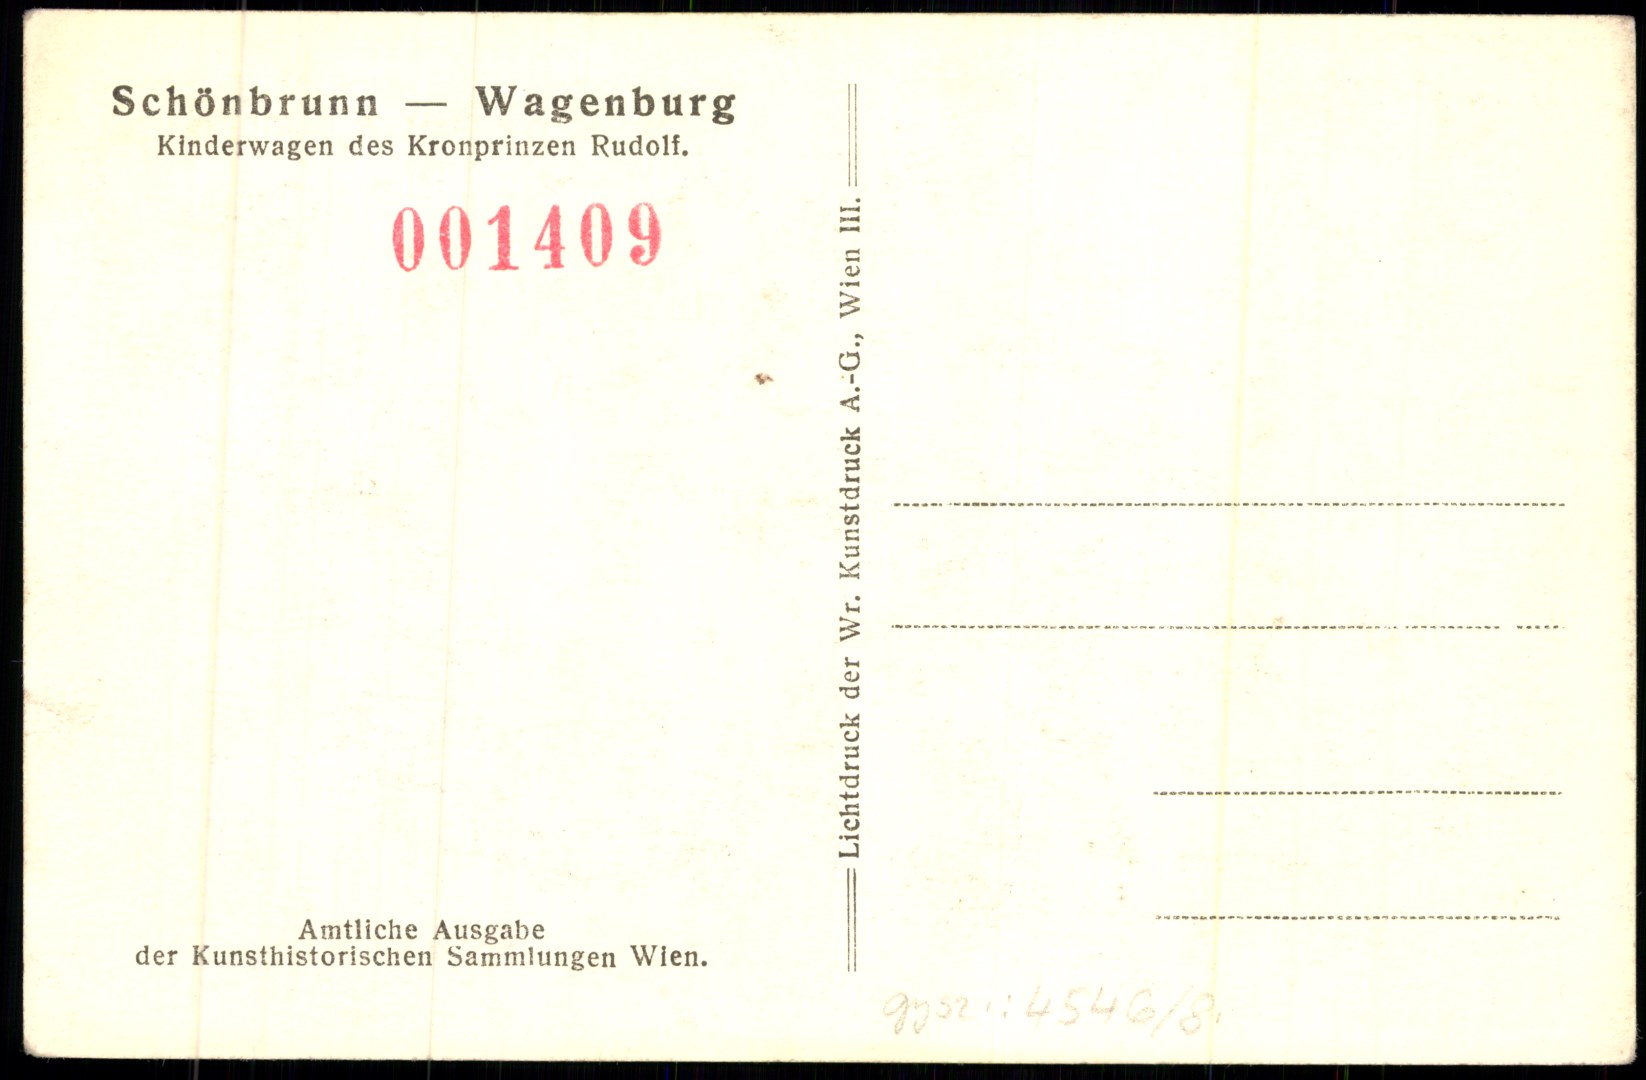 Schönbrunn — Wagenburg
Kinderwagen des Kronprinzen Rudolf.
001409
Lichtdruck der Wr. Kunstdruck A.-G., Wien III.
Amtliche Ausgabe
der Kunsthistorischen Sammlungen Wien.
gysz.: 4546/8.